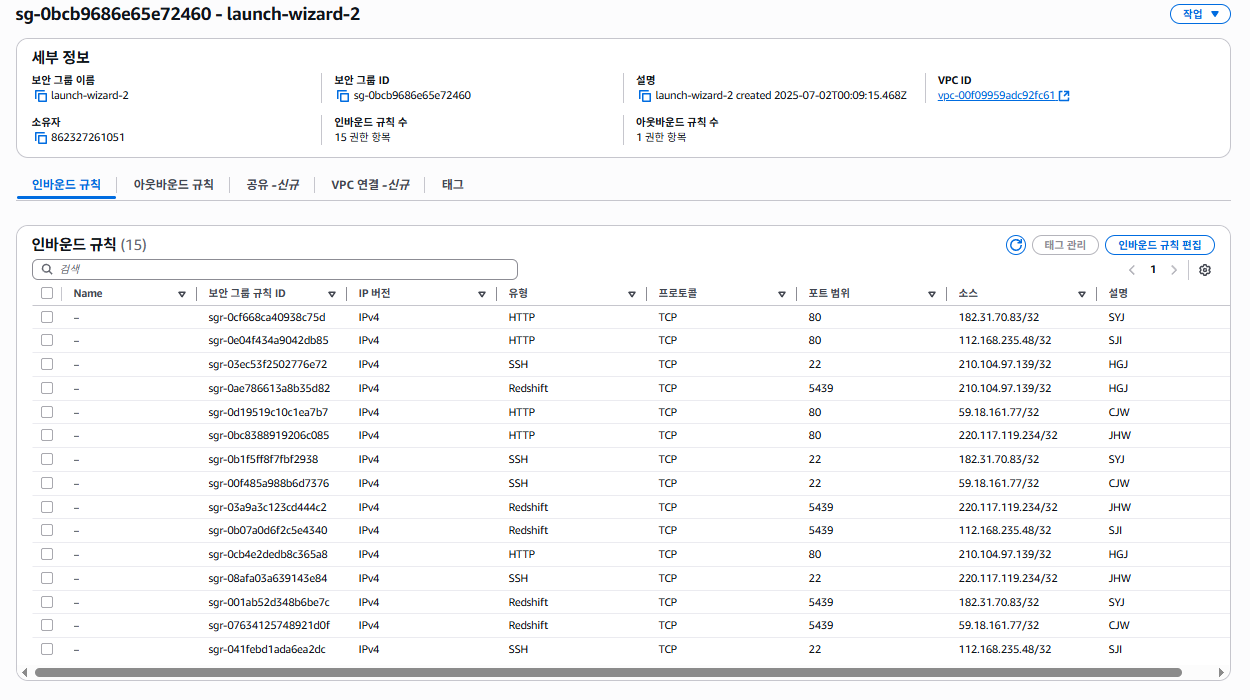 sg-0bcb9686e65e72460 - launch-wizard-2
작업
세부 정보
보안 그룹 이름
launch-wizard-2
보안 그룹 ID
sg-0bcb9686e65e72460
설명
launch-wizard-2 created 2025-07-02T00:09:15.468Z
VPC ID
vpc-00f09959adc92fc61
소유자
862327261051
인바운드 규칙 수
15 권한 항목
아웃바운드 규칙 수
1 권한 항목
인바운드 규칙 아웃바운드 규칙 공유 -신규 VPC 연결 -신규 태그
인바운드 규칙 (15)
태그 관리 인바운드 규칙 편집
검색
1
Name 보안 그룹 규칙 ID IP 버전 유형 프로토콜 포트 범위 소스 설명
– sgr-0cf668ca40938c75d IPv4 HTTP TCP 80 182.31.70.83/32 SYJ
– sgr-0e04f434a9042db85 IPv4 HTTP TCP 80 112.168.235.48/32 SJI
– sgr-03ec53f2502776e72 IPv4 SSH TCP 22 210.104.97.139/32 HGJ
– sgr-0ae786613a8b35d82 IPv4 Redshift TCP 5439 210.104.97.139/32 HGJ
– sgr-0d19519c10c1ea7b7 IPv4 HTTP TCP 80 59.18.161.77/32 CJW
– sgr-0bc8388919206c085 IPv4 HTTP TCP 80 220.117.119.234/32 JHW
– sgr-0b1f5ff8f7fbf2938 IPv4 SSH TCP 22 182.31.70.83/32 SYJ
– sgr-00f485a988b6d7376 IPv4 SSH TCP 22 59.18.161.77/32 CJW
– sgr-03a9a3c123cd444c2 IPv4 Redshift TCP 5439 220.117.119.234/32 JHW
– sgr-0b07a0d6f2c5e4340 IPv4 Redshift TCP 5439 112.168.235.48/32 SJI
– sgr-0cb4e2dedb8c365a8 IPv4 HTTP TCP 80 210.104.97.139/32 HGJ
– sgr-08afa03a639143e84 IPv4 SSH TCP 22 220.117.119.234/32 JHW
– sgr-001ab52d348b6be7c IPv4 Redshift TCP 5439 182.31.70.83/32 SYJ
– sgr-07634125748921d0f IPv4 Redshift TCP 5439 59.18.161.77/32 CJW
– sgr-041febd1ada6ea2dc IPv4 SSH TCP 22 112.168.235.48/32 SJI